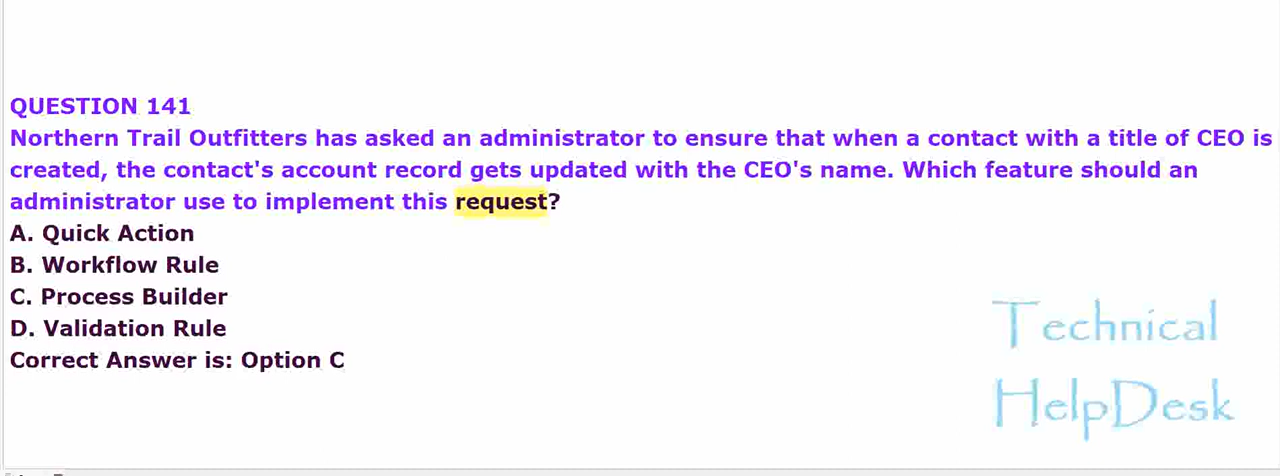 QUESTION 141
Northern Trail Outfitters has asked an administrator to ensure that when a contact with a title of CEO is
created, the contact's account record gets updated with the CEO's name. Which feature should an
administrator use to implement this request?
A. Quick Action
B. Workflow Rule
C. Process Builder
D. Validation Rule
Correct Answer is: Option C
Technical
HelpDesk